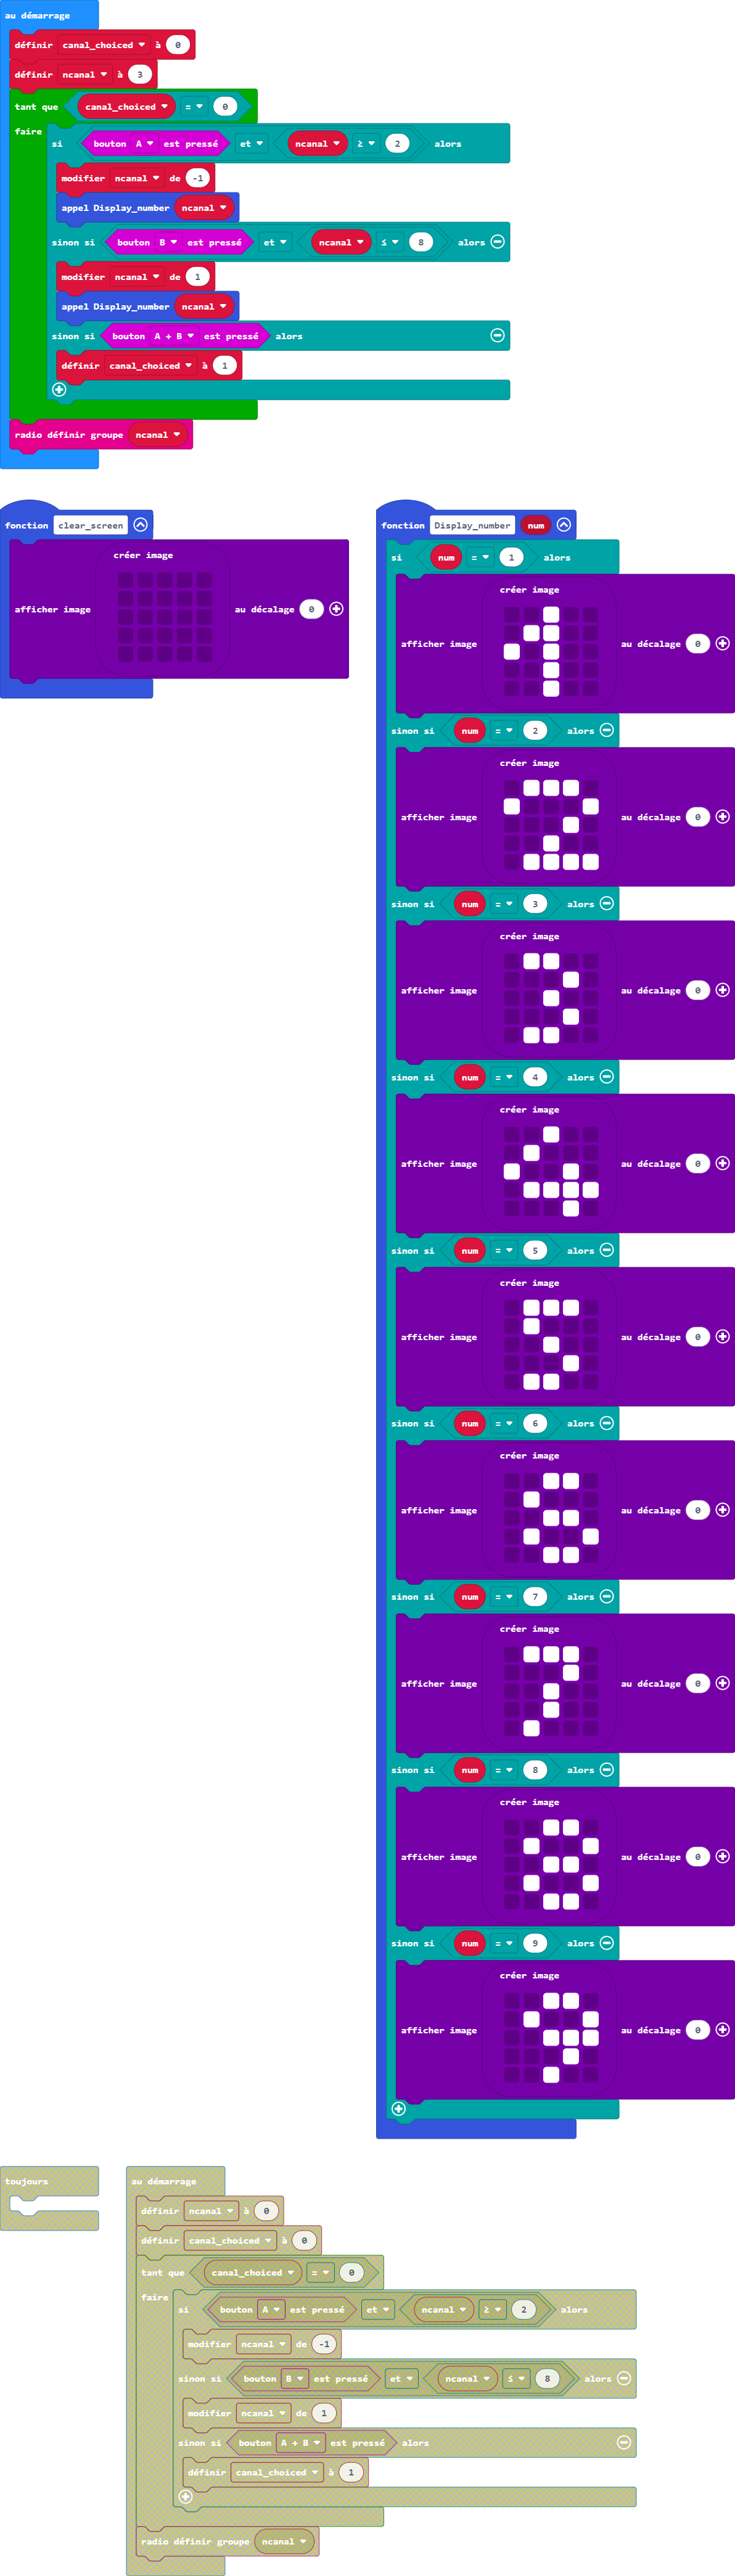 au démarrage
définir canal_choiced à 0
définir ncanal à 3
tant que canal_choiced = 0
faire
si bouton A est pressé et ncanal ≥ 2 alors
modifier ncanal de -1
appel Display_number ncanal
sinon si bouton B est pressé et ncanal ≤ 8 alors
modifier ncanal de 1
appel Display_number ncanal
sinon si bouton A + B est pressé alors
définir canal_choiced à 1
radio définir groupe ncanal
fonction clear_screen
créer image
afficher image au décalage 0
fonction Display_number num
si num = 1 alors
créer image
afficher image au décalage 0
sinon si num = 2 alors
créer image
afficher image au décalage 0
sinon si num = 3 alors
créer image
afficher image au décalage 0
sinon si num = 4 alors
créer image
afficher image au décalage 0
sinon si num = 5 alors
créer image
afficher image au décalage 0
sinon si num = 6 alors
créer image
afficher image au décalage 0
sinon si num = 7 alors
créer image
afficher image au décalage 0
sinon si num = 8 alors
créer image
afficher image au décalage 0
sinon si num = 9 alors
créer image
afficher image au décalage 0
toujours
au démarrage
définir ncanal à 0
définir canal_choiced à 0
tant que canal_choiced = 0
faire
si bouton A est pressé et ncanal ≥ 2 alors
modifier ncanal de -1
sinon si bouton B est pressé et ncanal ≤ 8 alors
modifier ncanal de 1
sinon si bouton A + B est pressé alors
définir canal_choiced à 1
radio définir groupe ncanal